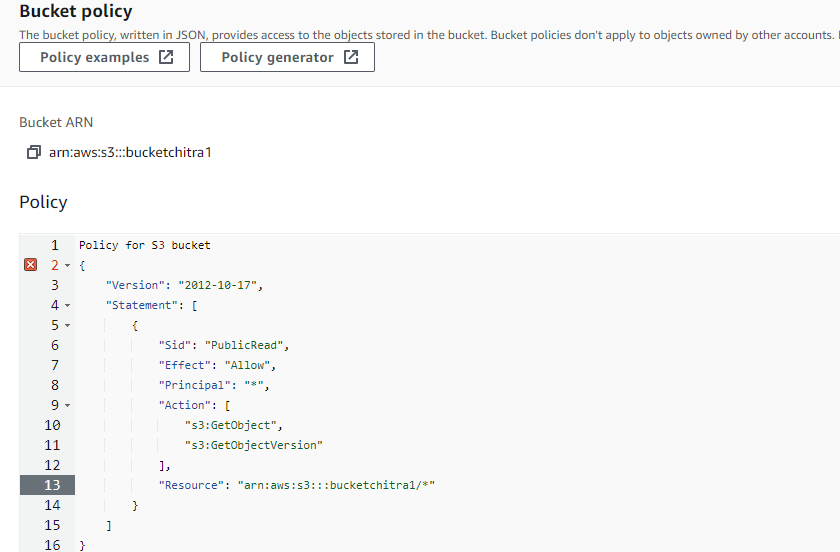 Bucket policy
The bucket policy, written in JSON, provides access to the objects stored in the bucket. Bucket policies don't apply to objects owned by other accounts.
Policy examples Policy generator
Bucket ARN
arn:aws:s3:::bucketchitra1
Policy
1 Policy for S3 bucket
2 {
3 "Version": "2012-10-17",
4 "Statement": [
5 {
6 "Sid": "PublicRead",
7 "Effect": "Allow",
8 "Principal": "*",
9 "Action": [
10 "s3:GetObject",
11 "s3:GetObjectVersion"
12 ],
13 "Resource": "arn:aws:s3:::bucketchitra1/*"
14 }
15 ]
16 }